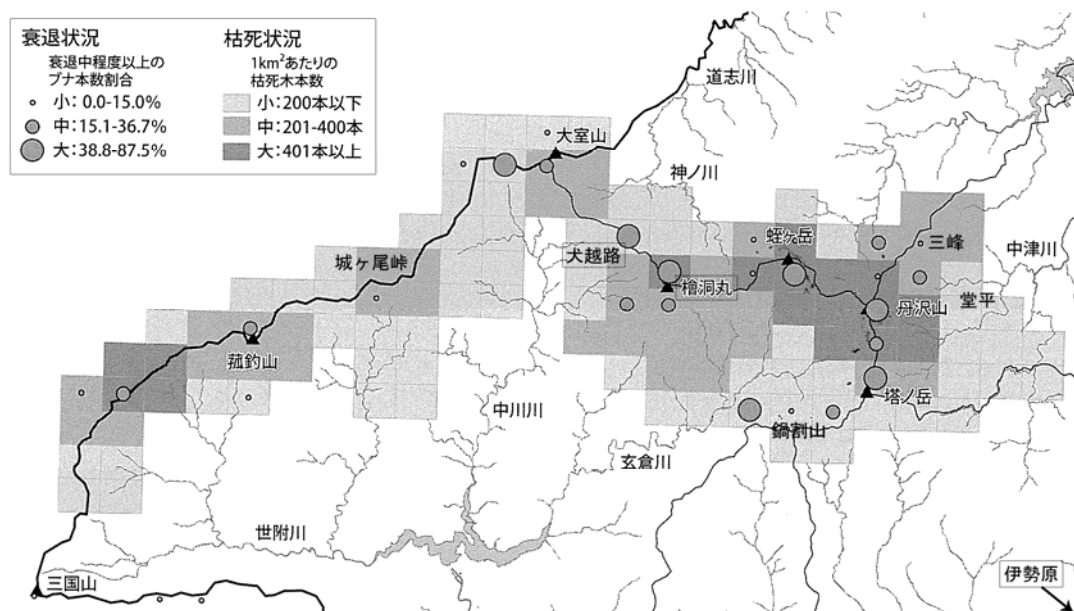 衰退状況
衰退中程度以上の
ブナ本数割合
小：0.0-15.0%
中：15.1-36.7%
大：38.8-87.5%
枯死状況
1km²あたりの
枯死木本数
小：200本以下
中：201-400本
大：401本以上
道志川
大室山
神ノ川
蛭ヶ岳
三峰
中津川
犬越路
城ヶ尾峠
檜洞丸
丹沢山
堂平
菰釣山
塔ノ岳
中川川
鍋割山
玄倉川
世附川
三国山
伊勢原